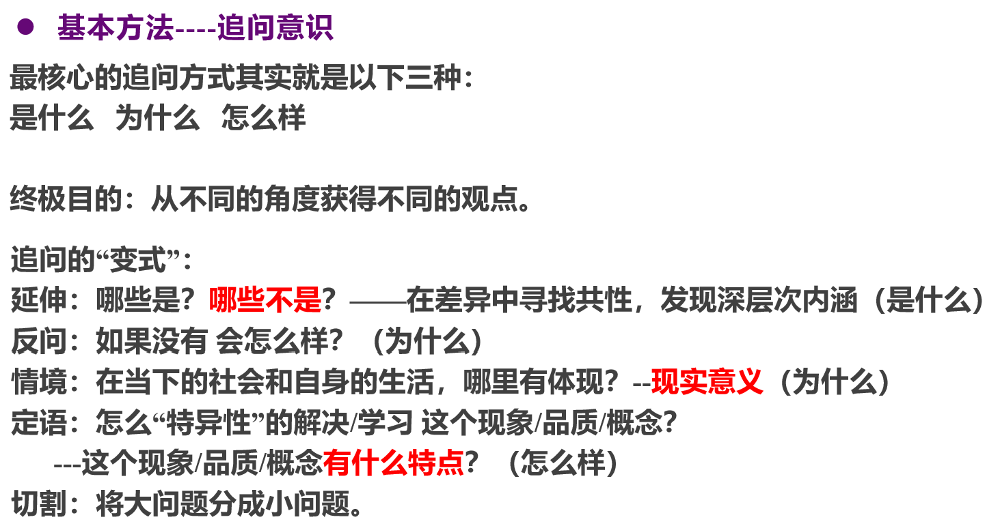 ● 基本方法----追问意识
最核心的追问方式其实就是以下三种：
是什么 为什么 怎么样
终极目的：从不同的角度获得不同的观点。
追问的“变式”：
延伸：哪些是？哪些不是？——在差异中寻找共性，发现深层次内涵（是什么）
反问：如果没有 会怎么样？（为什么）
情境：在当下的社会和自身的生活，哪里有体现？--现实意义（为什么）
定语：怎么“特异性”的解决/学习 这个现象/品质/概念？
---这个现象/品质/概念有什么特点？（怎么样）
切割：将大问题分成小问题。